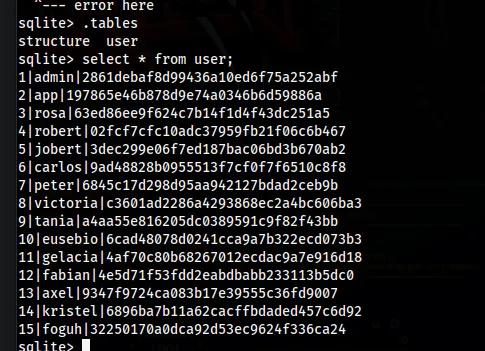 ^--- error here
sqlite> .tables
structure  user
sqlite> select * from user;
1|admin|2861debaf8d99436a10ed6f75a252abf
2|app|197865e46b878d9e74a0346b6d59886a
3|rosa|63ed86ee9f624c7b14f1d4f43dc251a5
4|robert|02fcf7cfc10adc37959fb21f06c6b467
5|jobert|3dec299e06f7ed187bac06bd3b670ab2
6|carlos|9ad48828b0955513f7cf0f7f6510c8f8
7|peter|6845c17d298d95aa942127bdad2ceb9b
8|victoria|c3601ad2286a4293868ec2a4bc606ba3
9|tania|a4aa55e816205dc0389591c9f82f43bb
10|eusebio|6cad48078d0241cca9a7b322ecd073b3
11|gelacia|4af70c80b68267012ecdac9a7e916d18
12|fabian|4e5d71f53fdd2eabdbabb233113b5dc0
13|axel|9347f9724ca083b17e39555c36fd9007
14|kristel|6896ba7b11a62cacffbdaded457c6d92
15|foguh|32250170a0dca92d53ec9624f336ca24
sqlite>